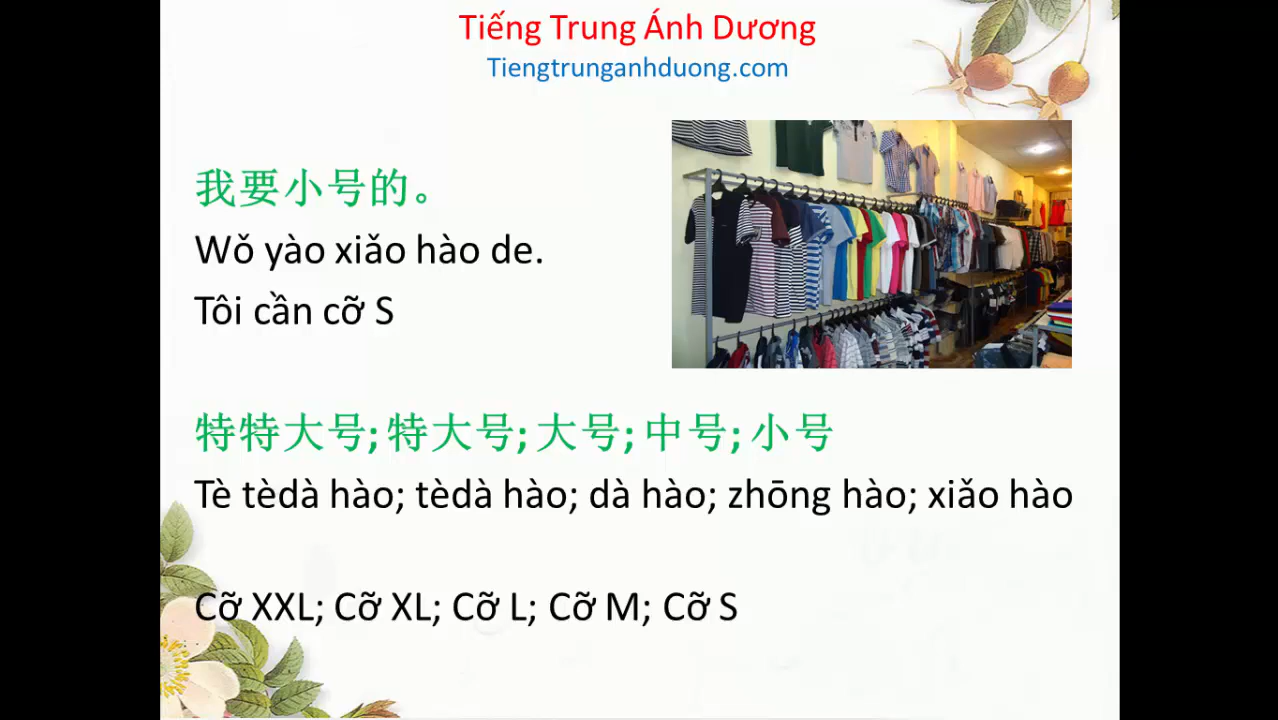 Tiếng Trung Ánh Dương
Tiengtrunganhduong.com
我要小号的。
Wǒ yào xiǎo hào de.
Tôi cần cỡ S
特特大号; 特大号; 大号; 中号; 小号
Tè tèdà hào; tèdà hào; dà hào; zhōng hào; xiǎo hào
Cỡ XXL; Cỡ XL; Cỡ L; Cỡ M; Cỡ S